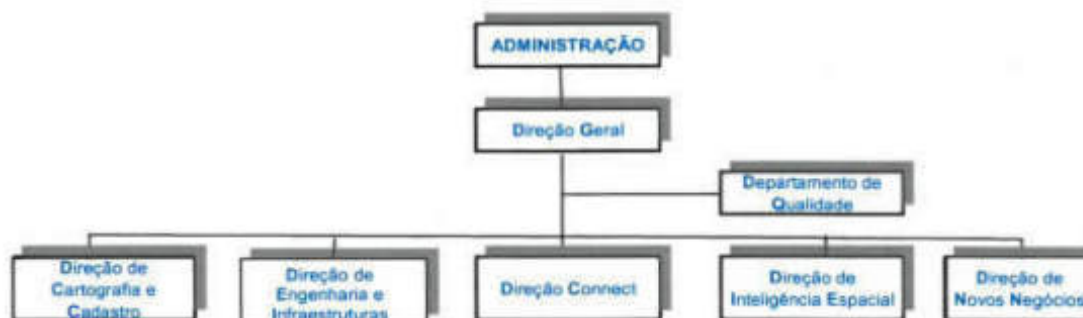 ADMINISTRAÇÃO
Direção Geral
Departamento de
Qualidade
Direção de
Cartografia e
Cadastro
Direção de
Engenharia e
Infraestruturas
Direção Connect
Direção de
Inteligência Espacial
Direção de
Novos Negócios